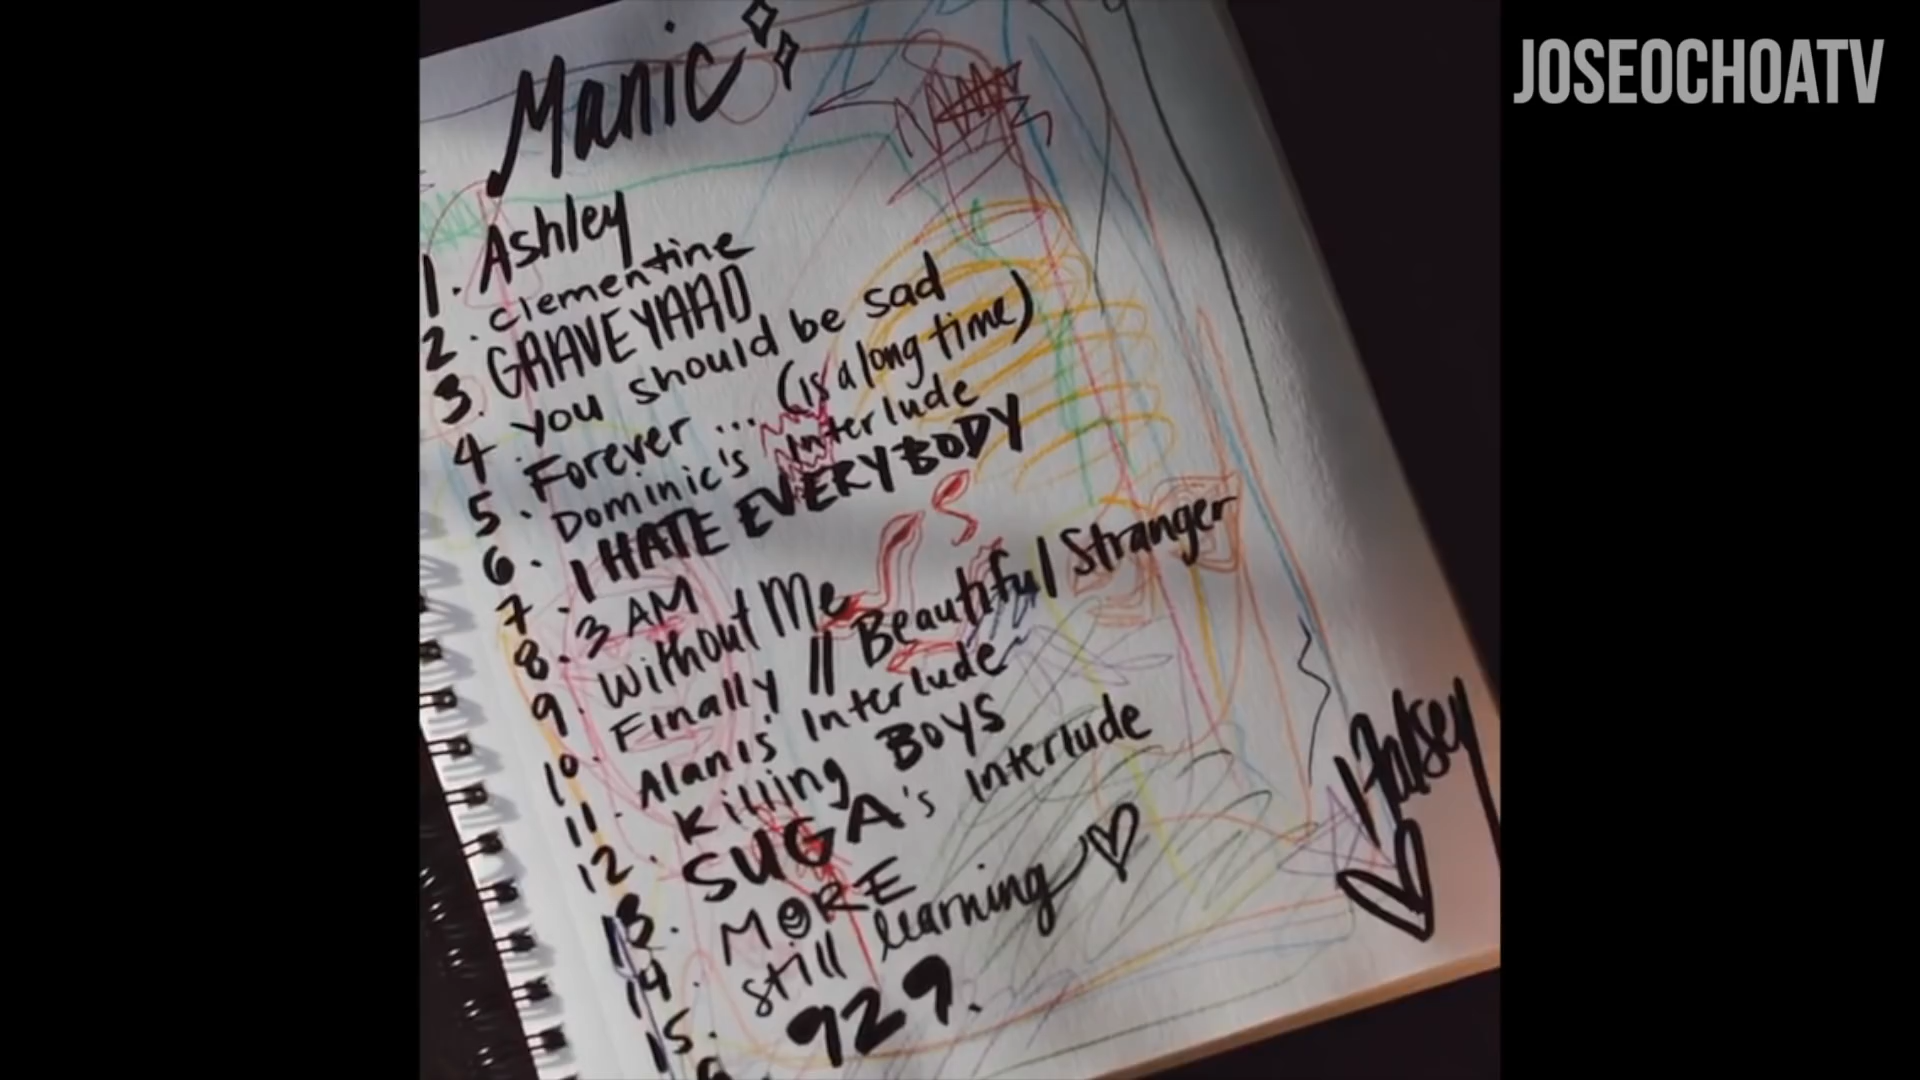 JOSEOCHOATV
Manic
1. Ashley
2. clementine
3. GRAVEYARD
4. you should be sad
5. Forever ... (is a long time)
6. Dominic's Interlude
7. I HATE EVERYBODY
8. 3 AM
9. Without Me
10. Finally // Beautiful Stranger
11. Alanis' Interlude
12. Killing BOYS
13. SUGA's Interlude
14. MORE
15. still learning
929.
Halsey